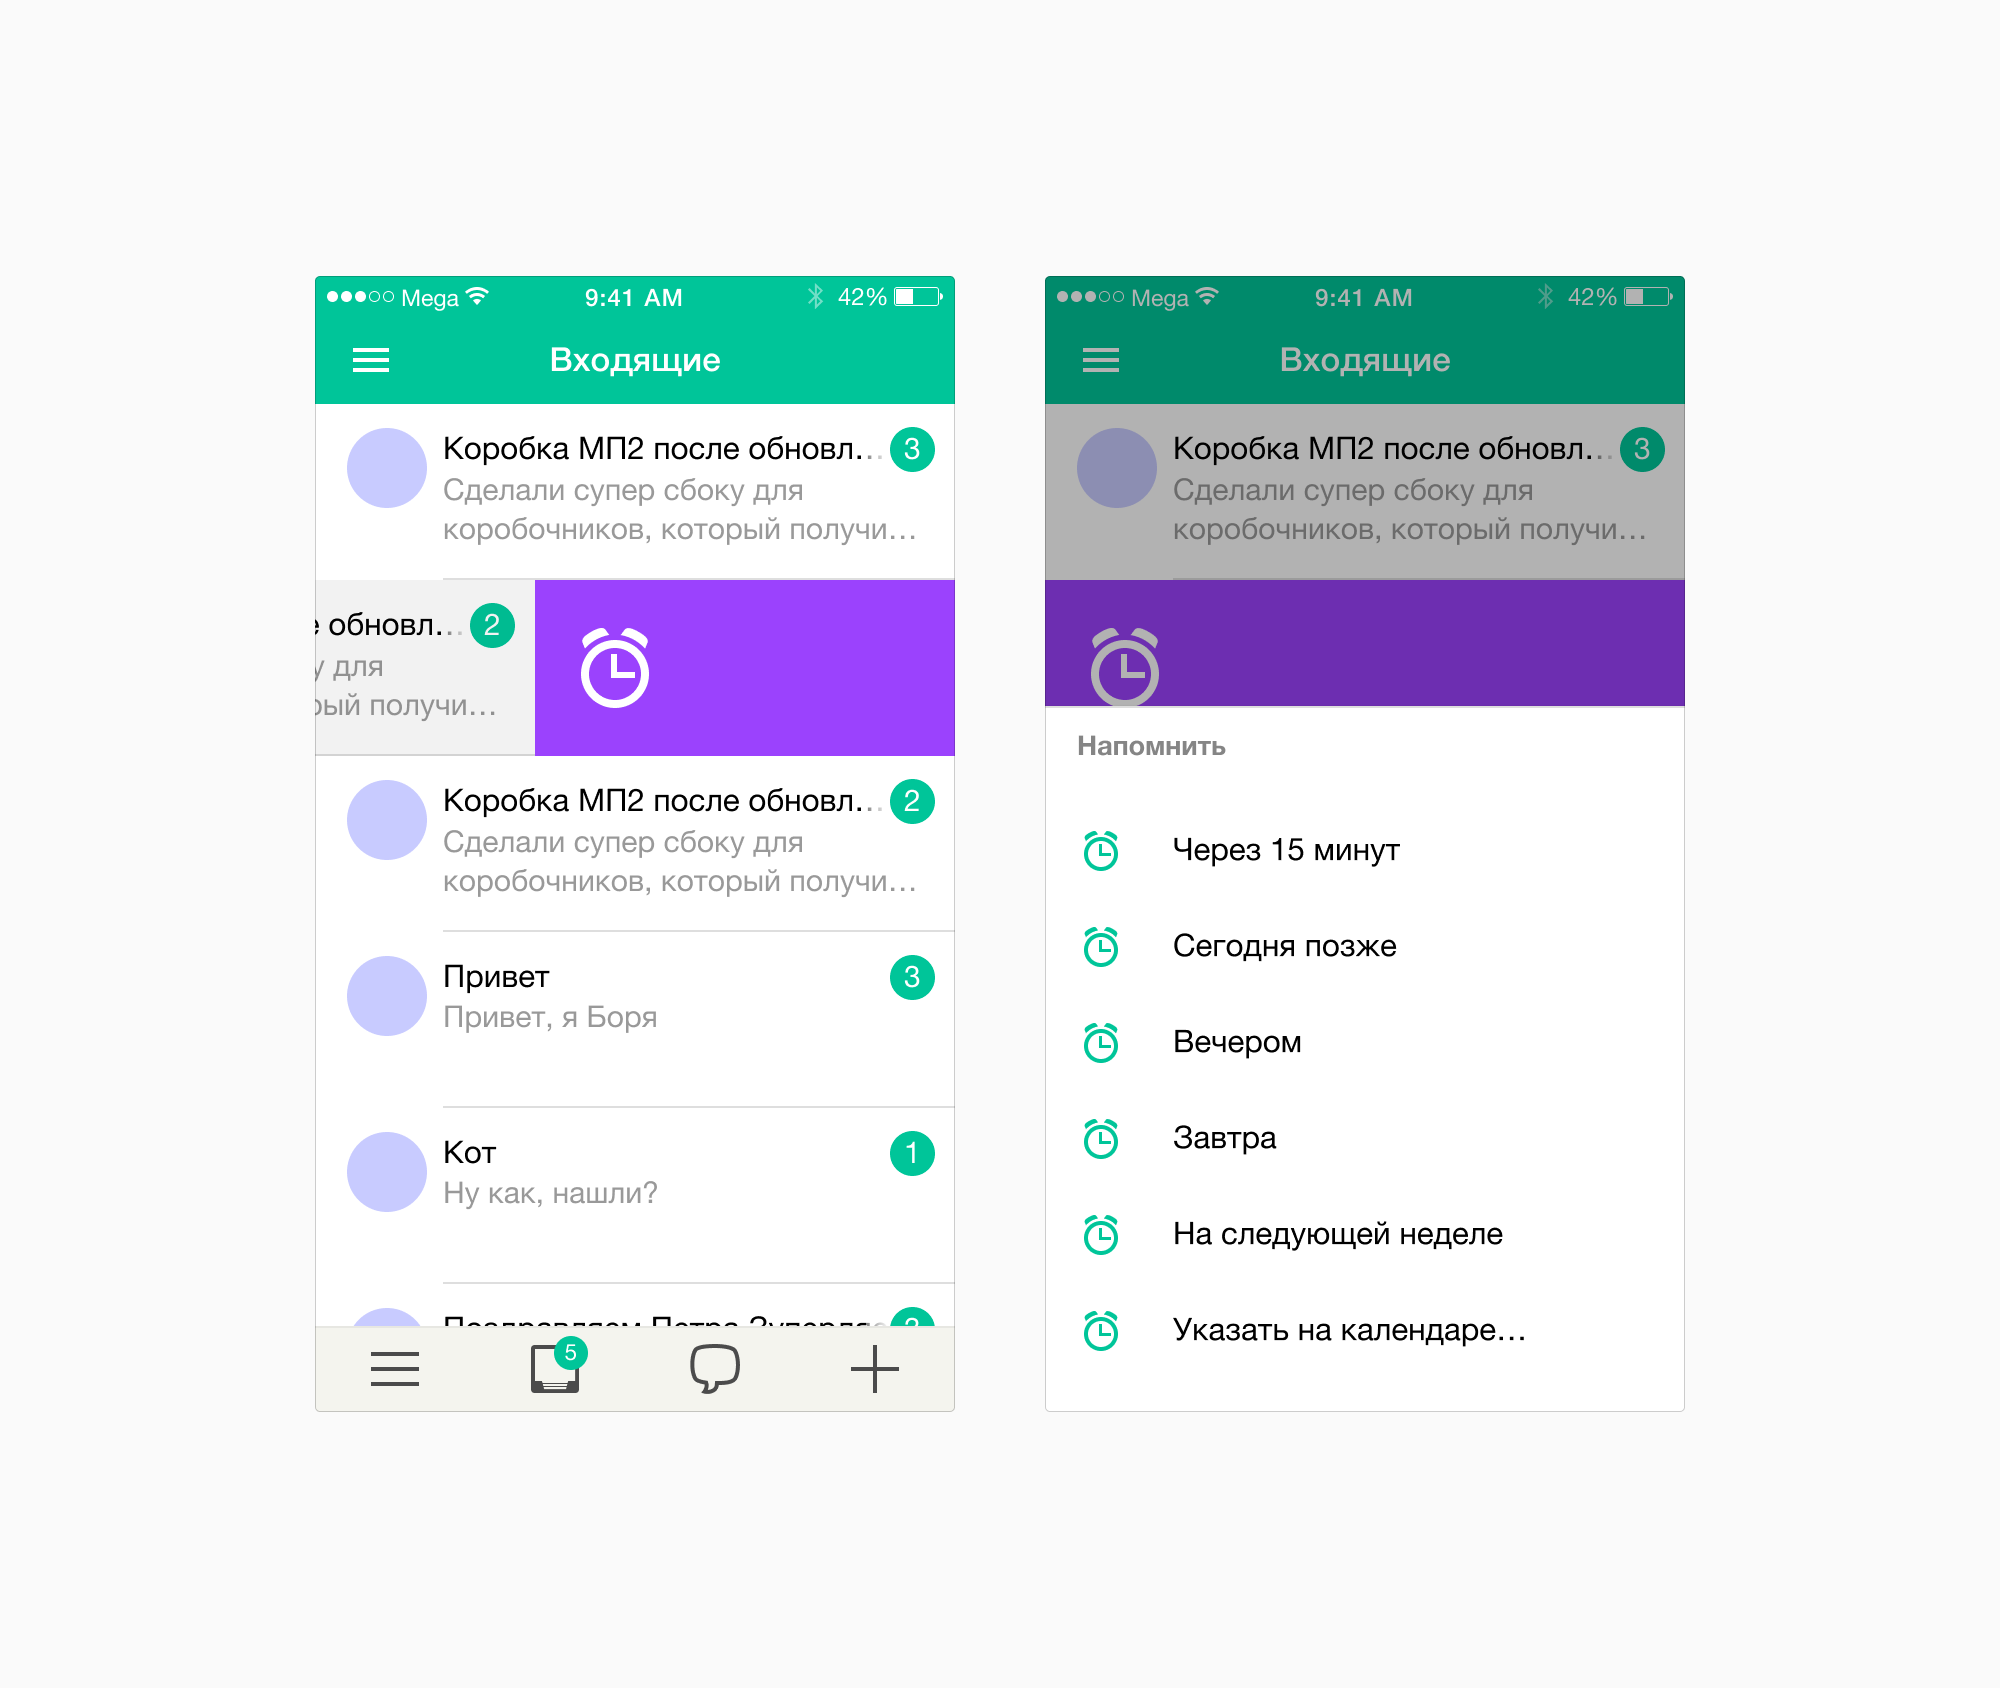 Mega 9:41 AM 42%
Входящие
Коробка МП2 после обновл... 3
Сделали супер сбоку для
коробочников, который получи...
обновл... 2
для
получи...
Коробка МП2 после обновл... 2
Сделали супер сбоку для
коробочников, который получи...
Привет 3
Привет, я Боря
Кот 1
Ну как, нашли?
Поздравляем Петра
5
Mega 9:41 AM 42%
Входящие
Коробка МП2 после обновл... 3
Сделали супер сбоку для
коробочников, который получи...
Напомнить
Через 15 минут
Сегодня позже
Вечером
Завтра
На следующей неделе
Указать на календаре...